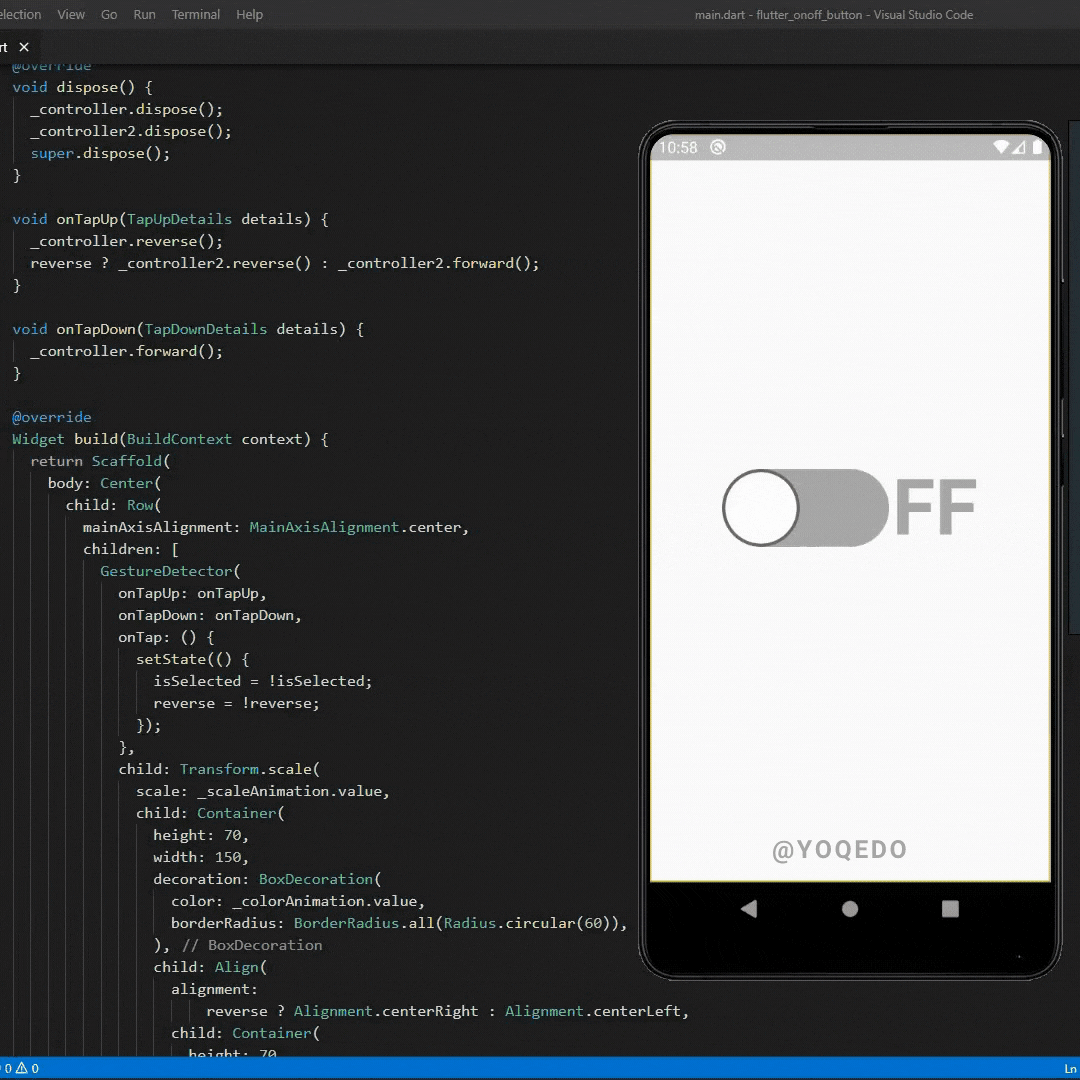 election View Go Run Terminal Help
main.dart - flutter_onoff_button - Visual Studio Code
rt ×
@override
void dispose() {
_controller.dispose();
_controller2.dispose();
super.dispose();
}
void onTapUp(TapUpDetails details) {
_controller.reverse();
reverse ? _controller2.reverse() : _controller2.forward();
}
void onTapDown(TapDownDetails details) {
_controller.forward();
}
@override
Widget build(BuildContext context) {
return Scaffold(
body: Center(
child: Row(
mainAxisAlignment: MainAxisAlignment.center,
children: [
GestureDetector(
onTapUp: onTapUp,
onTapDown: onTapDown,
onTap: () {
setState(() {
isSelected = !isSelected;
reverse = !reverse;
});
},
child: Transform.scale(
scale: _scaleAnimation.value,
child: Container(
height: 70,
width: 150,
decoration: BoxDecoration(
color: _colorAnimation.value,
borderRadius: BorderRadius.all(Radius.circular(60)),
), // BoxDecoration
child: Align(
alignment:
reverse ? Alignment.centerRight : Alignment.centerLeft,
child: Container(
height: 70
0 0
Ln
10:58
FF
@YOQEDO